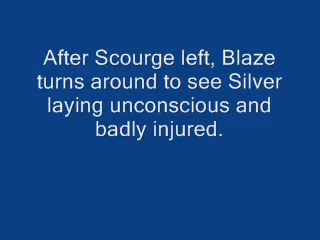 After Scourge left, Blaze
turns around to see Silver
laying unconscious and
badly injured.